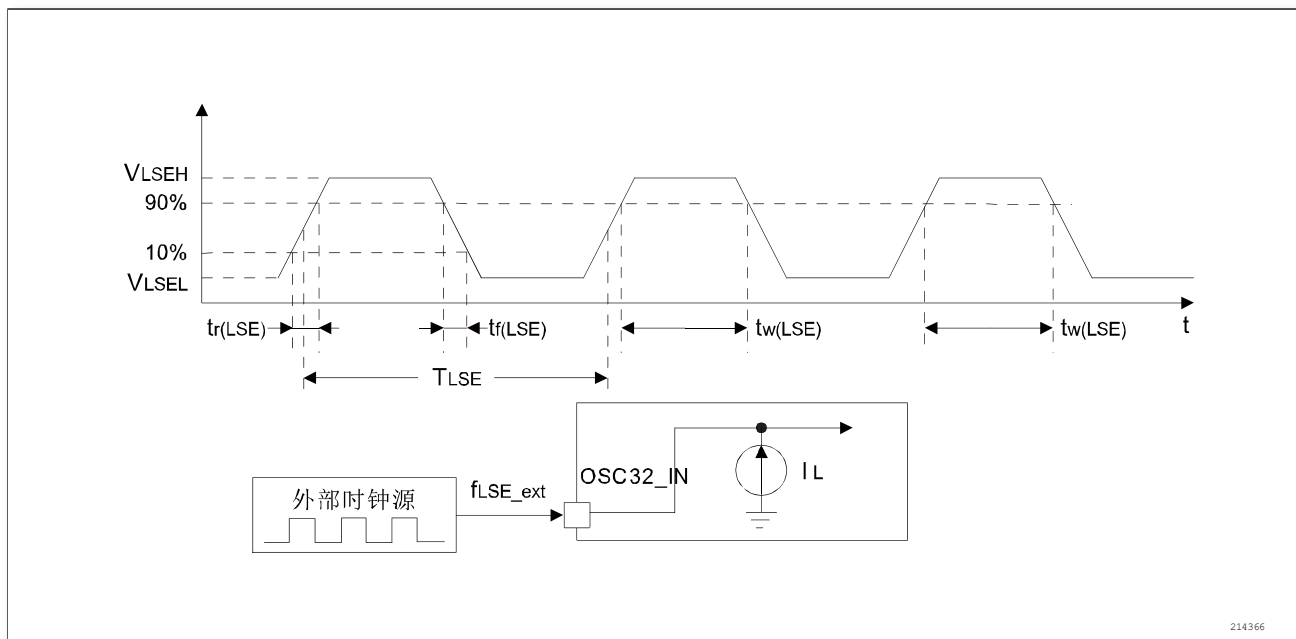 VLSEH
90%
10%
VLSEL
tr(LSE)
tf(LSE)
tw(LSE)
tw(LSE)
t
TLSE
OSC32_IN
IL
fLSE_ext
外部时钟源
214366